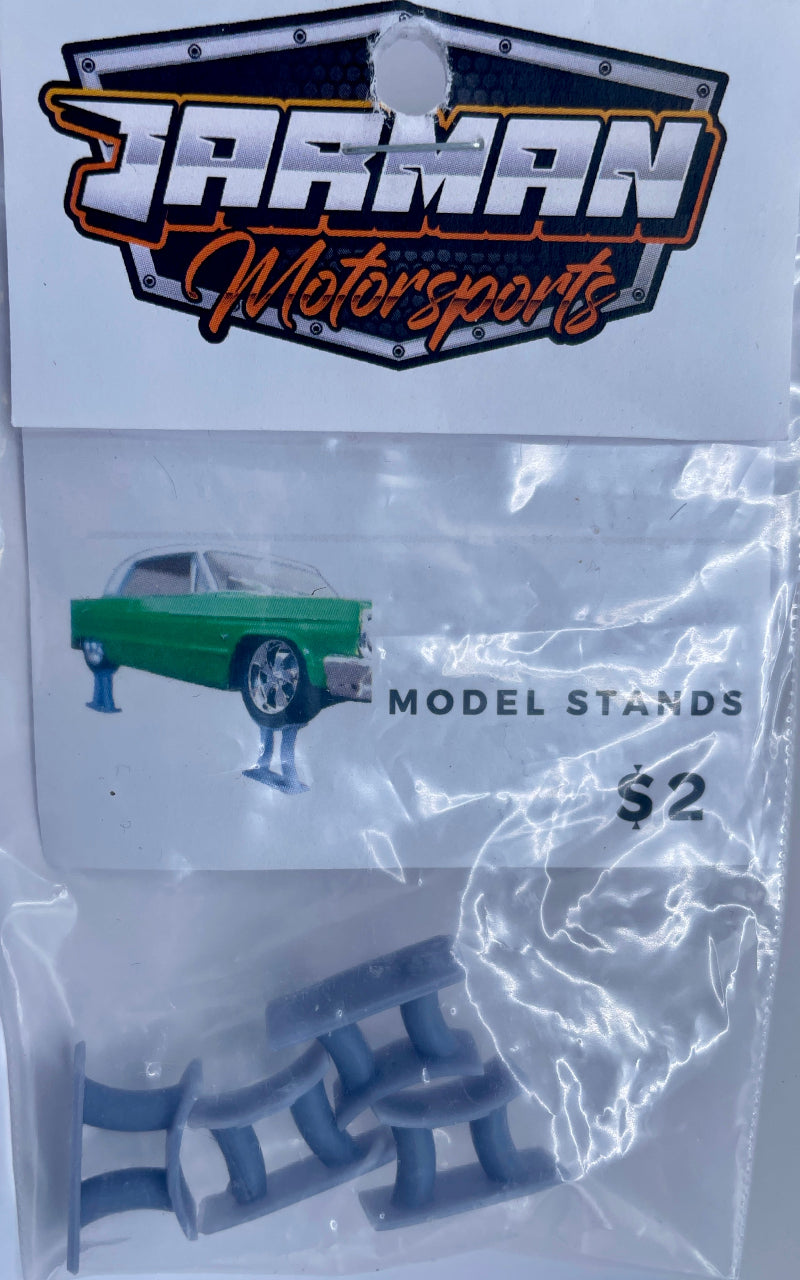 JARMAN
Motorsports
MODEL STANDS
$2